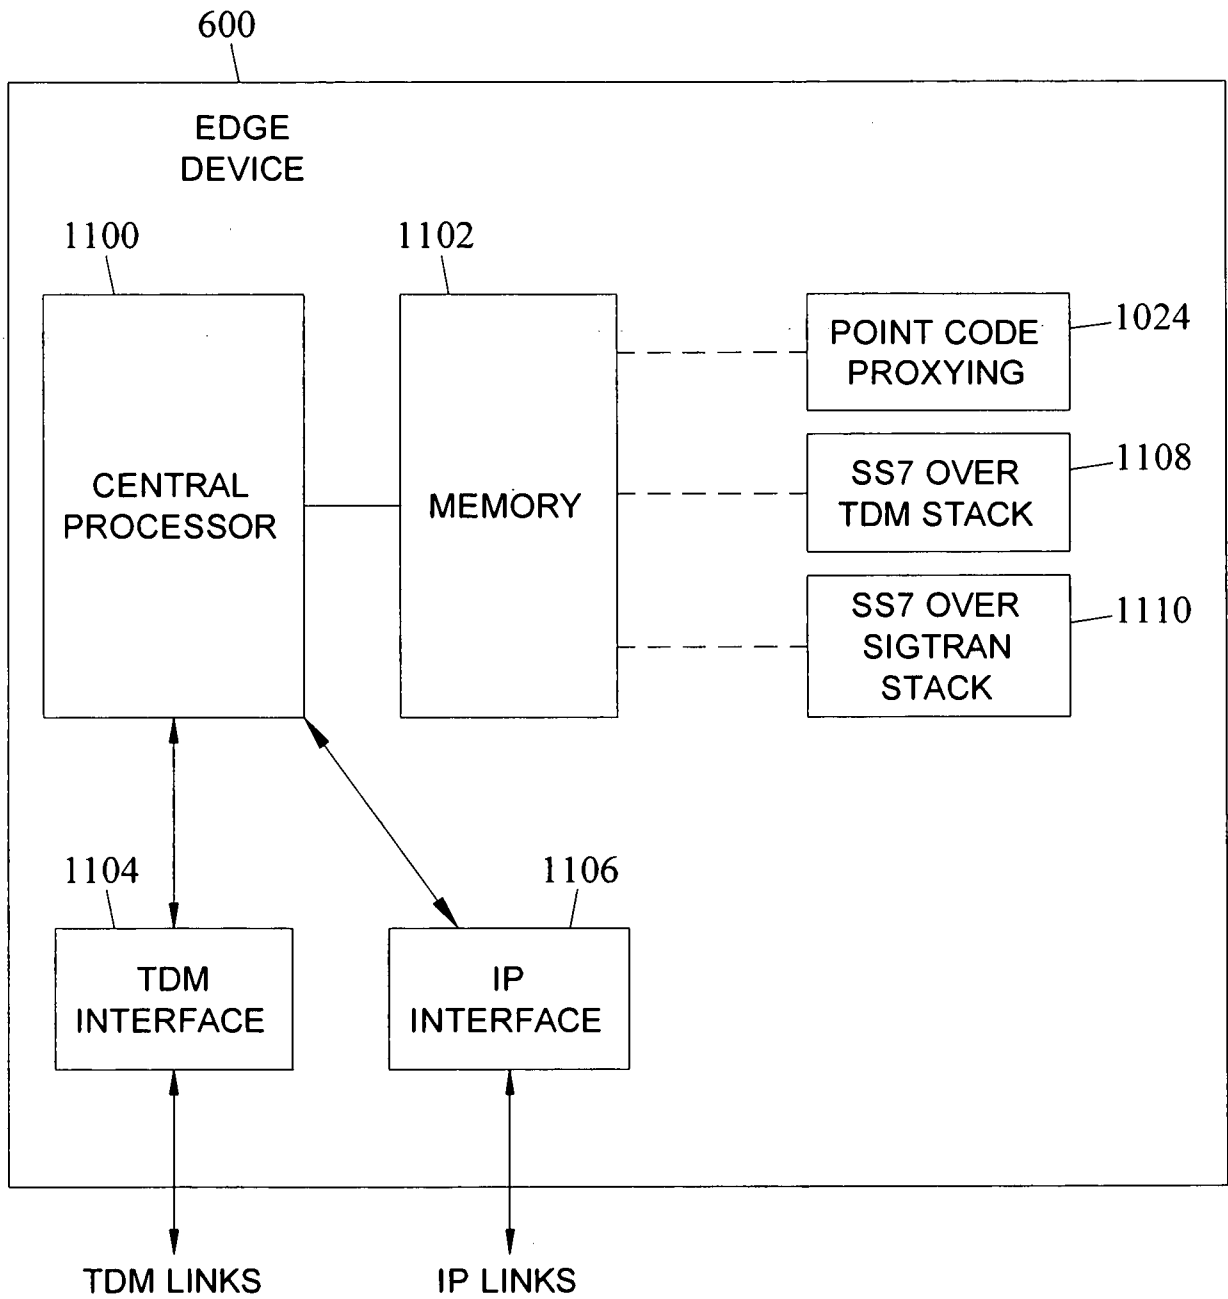 600
EDGE
DEVICE
1100
1102
CENTRAL
PROCESSOR
MEMORY
POINT CODE
PROXYING
1024
SS7 OVER
TDM STACK
1108
SS7 OVER
SIGTRAN
STACK
1110
1104
TDM
INTERFACE
1106
IP
INTERFACE
TDM LINKS
IP LINKS